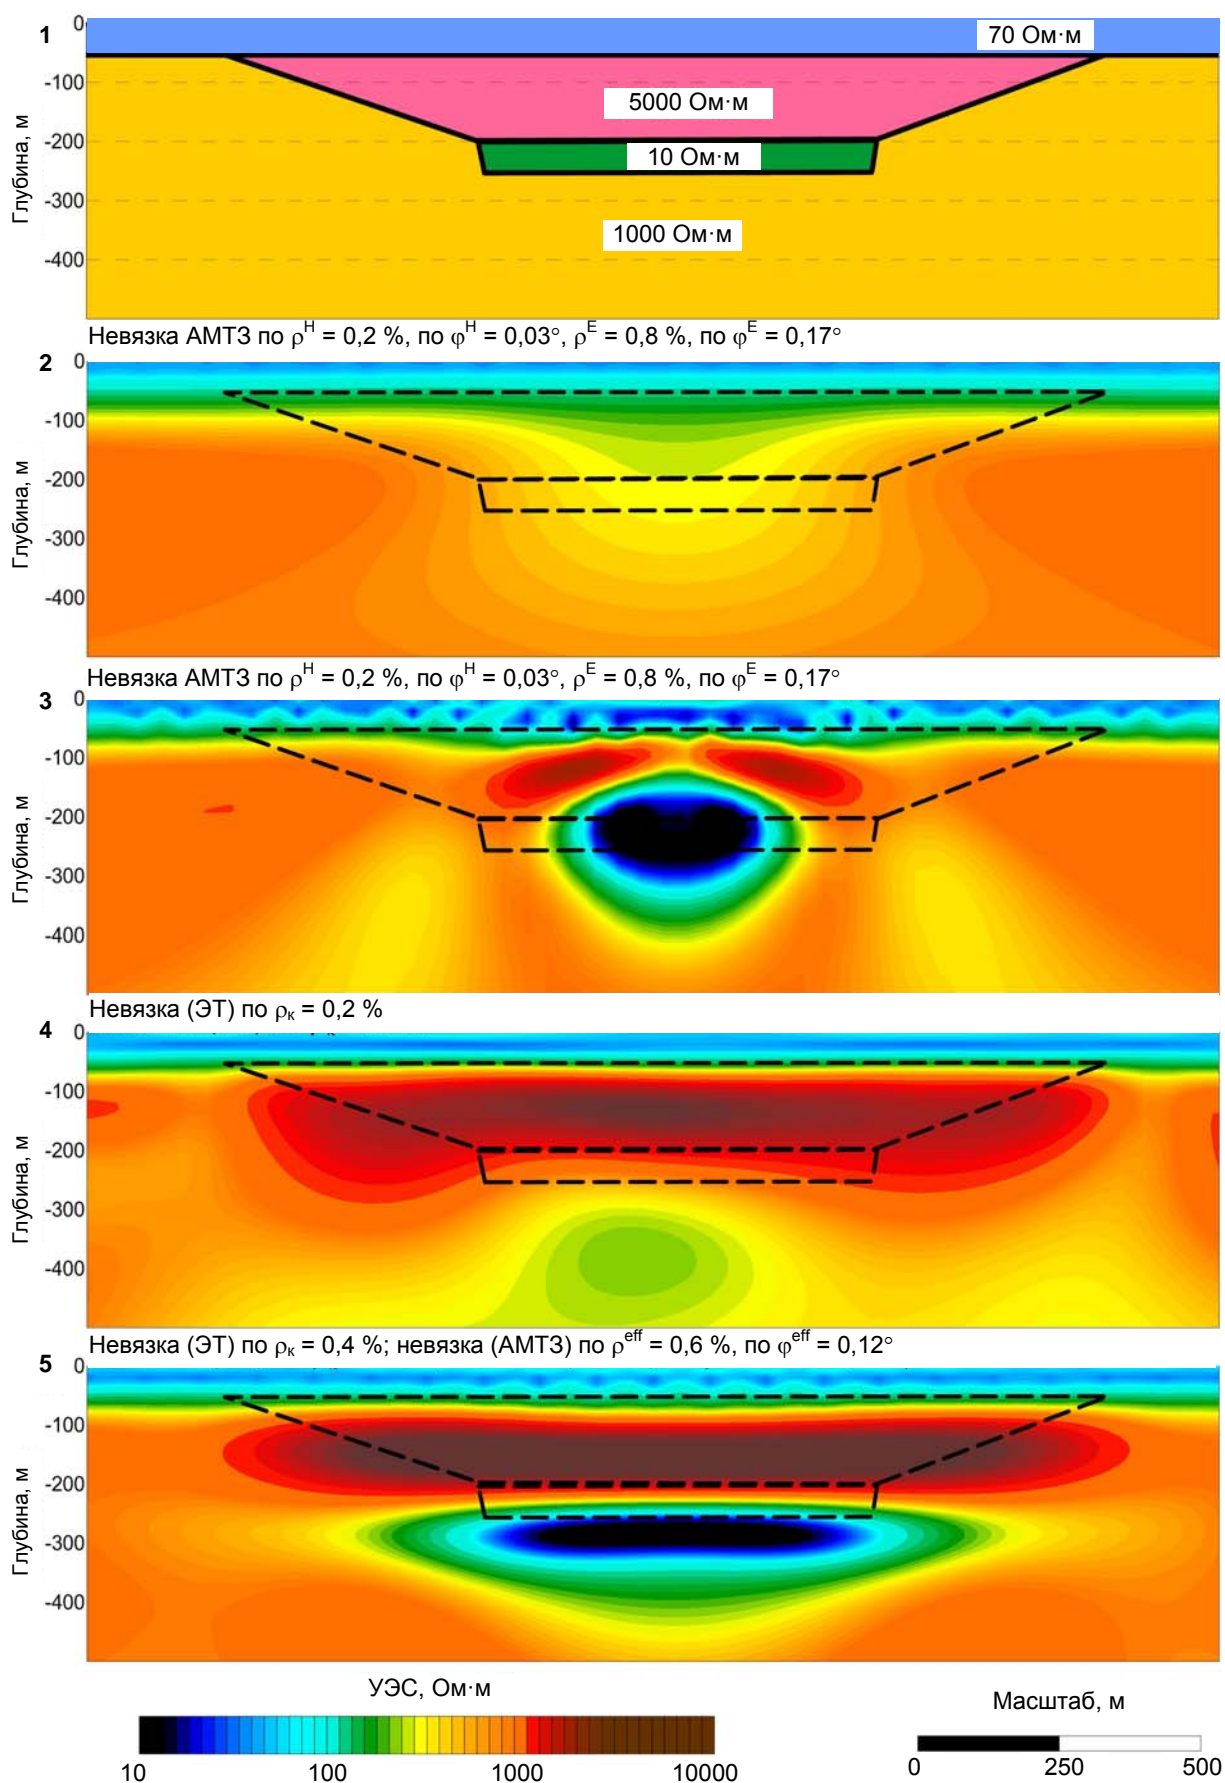 1
0
-100
-200
-300
-400
Глубина, м
70 Ом·м
5000 Ом·м
10 Ом·м
1000 Ом·м
Невязка АМТЗ по ρᴴ = 0,2 %, по φᴴ = 0,03°, ρᴱ = 0,8 %, по φᴱ = 0,17°
2
0
-100
-200
-300
-400
Глубина, м
Невязка АМТЗ по ρᴴ = 0,2 %, по φᴴ = 0,03°, ρᴱ = 0,8 %, по φᴱ = 0,17°
3
0
-100
-200
-300
-400
Глубина, м
Невязка (ЭТ) по ρк = 0,2 %
4
0
-100
-200
-300
-400
Глубина, м
Невязка (ЭТ) по ρк = 0,4 %; невязка (АМТЗ) по ρeff = 0,6 %, по φeff = 0,12°
5
0
-100
-200
-300
-400
Глубина, м
УЭС, Ом·м
10 100 1000 10000
Масштаб, м
0 250 500